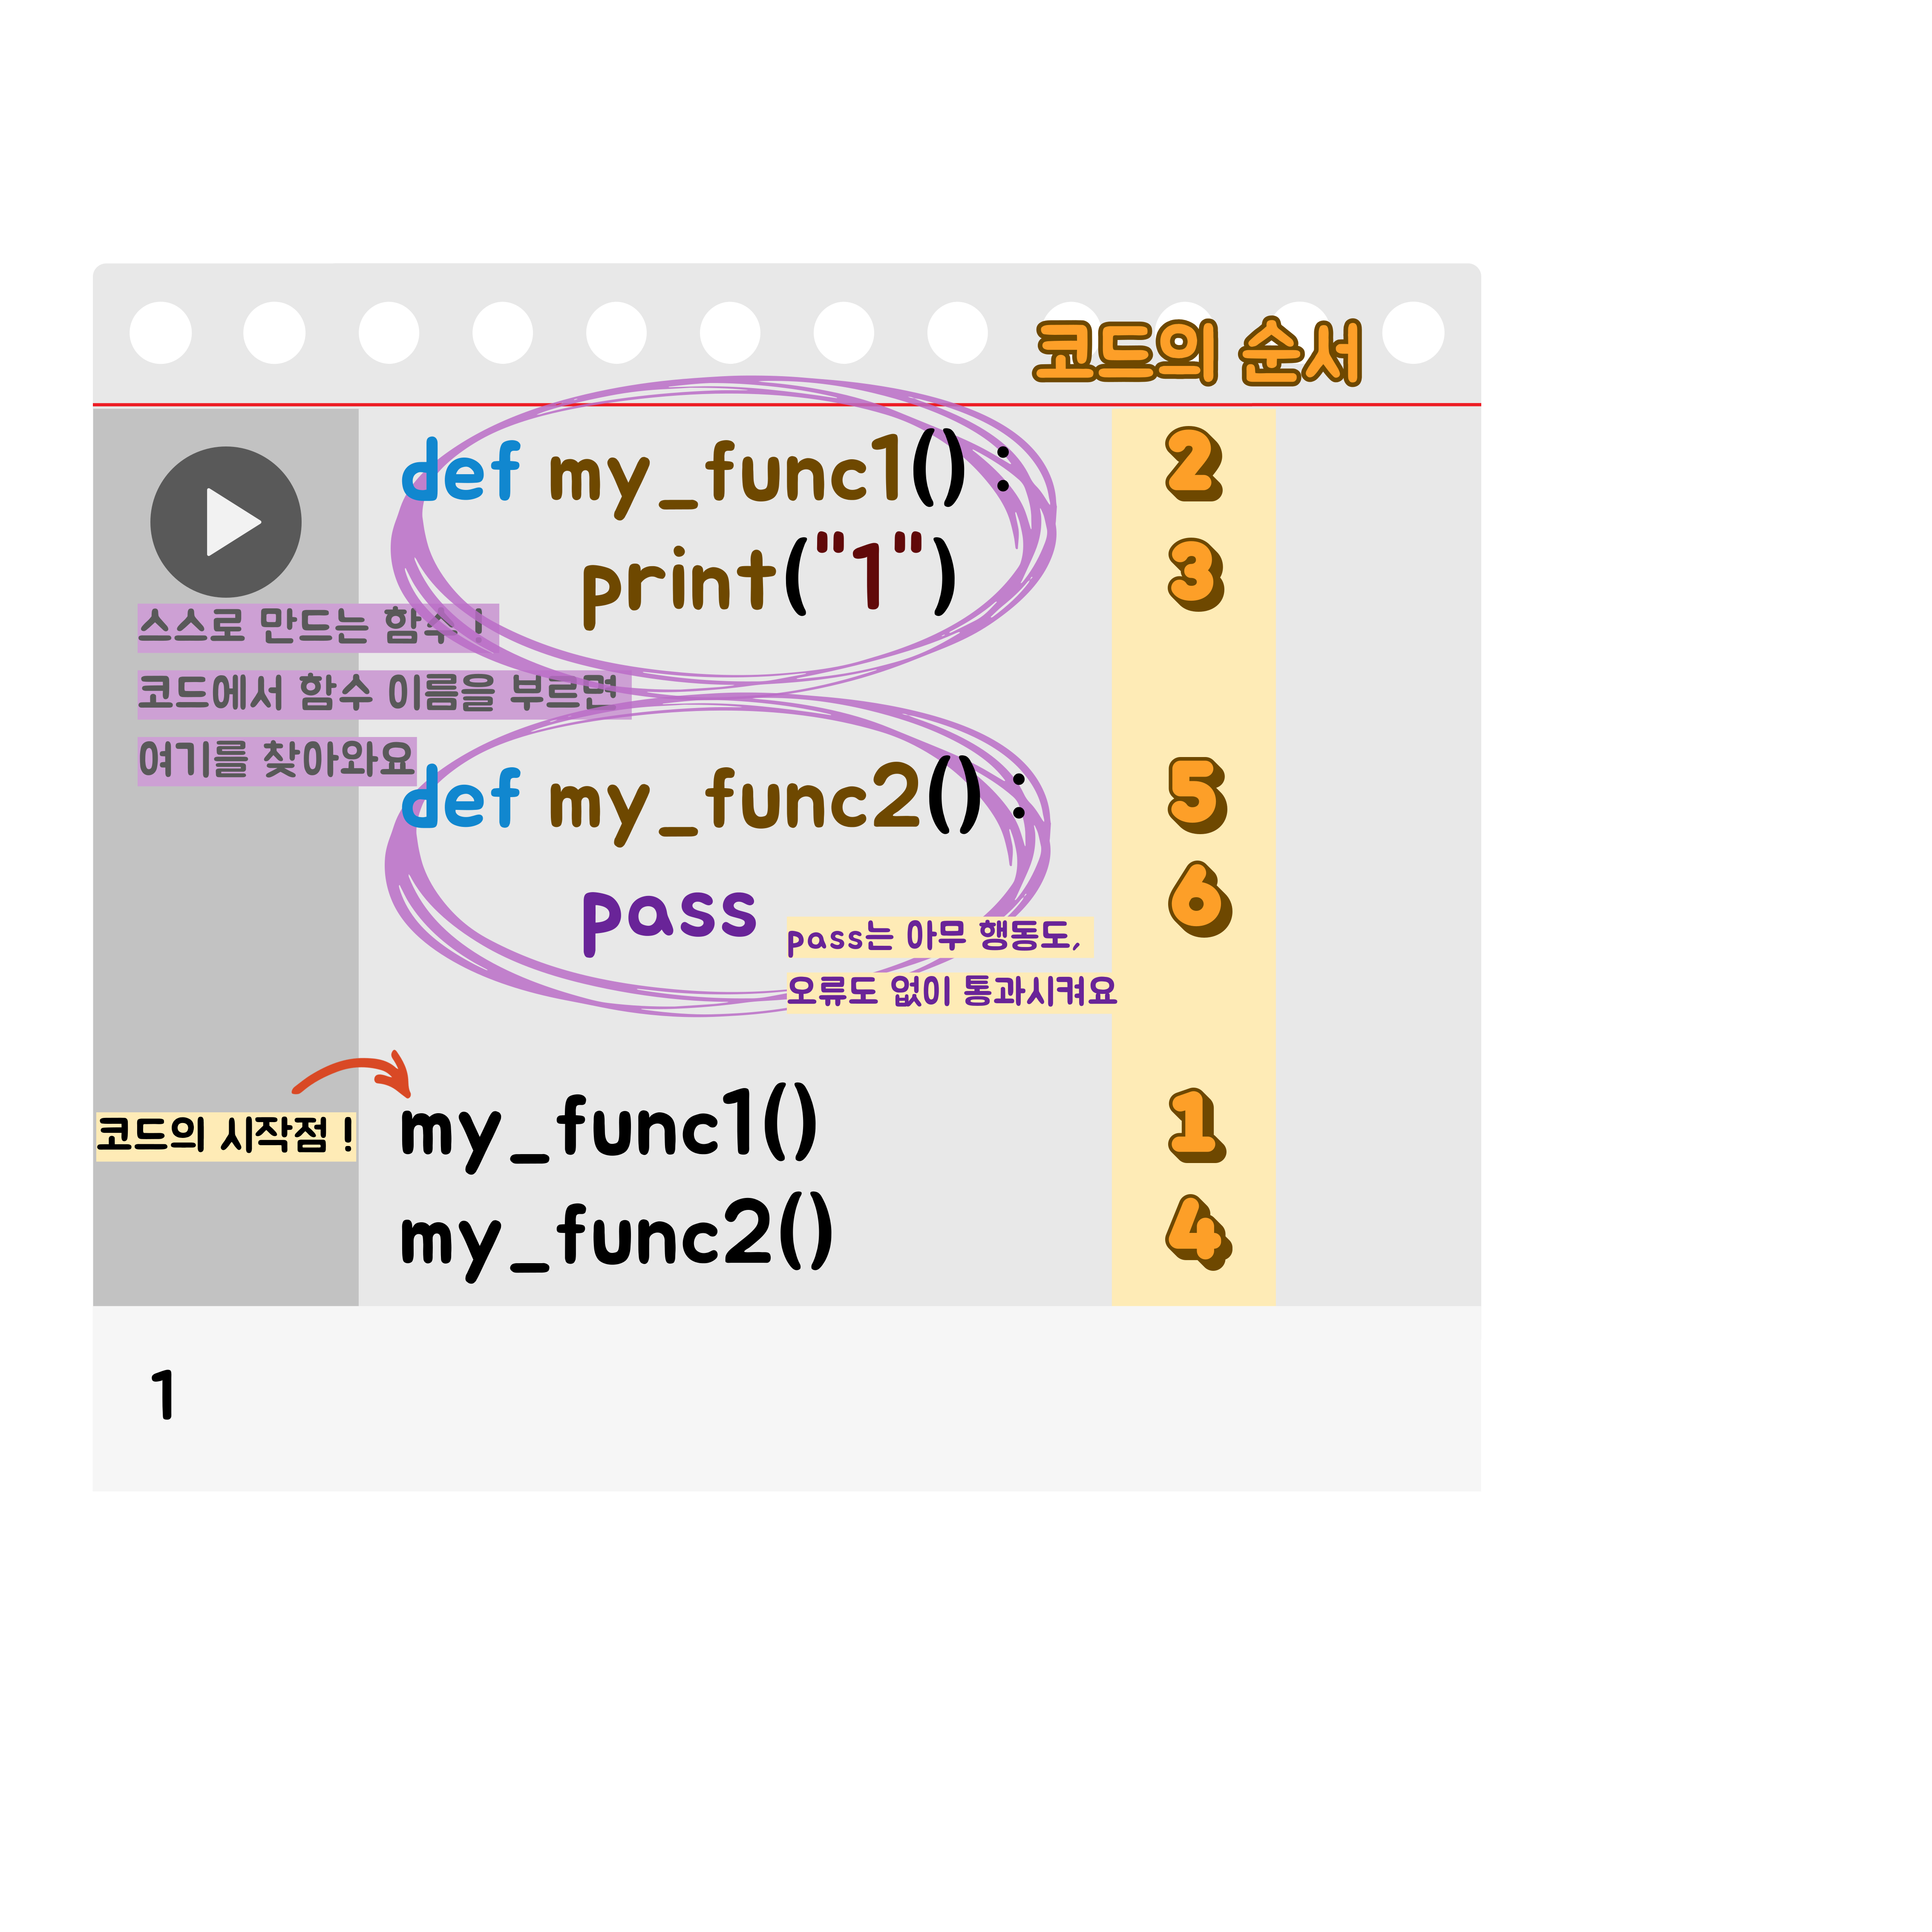 코드의 순서
def my_func1() : 2
print("1") 3
스스로 만드는 함수!
코드에서 함수 이름을 부르면
여기를 찾아와요
def my_func2() : 5
pass 6
pass는 아무 행동도,
오류도 없이 통과시켜요
코드의 시작점!
my_func1() 1
my_func2() 4
1